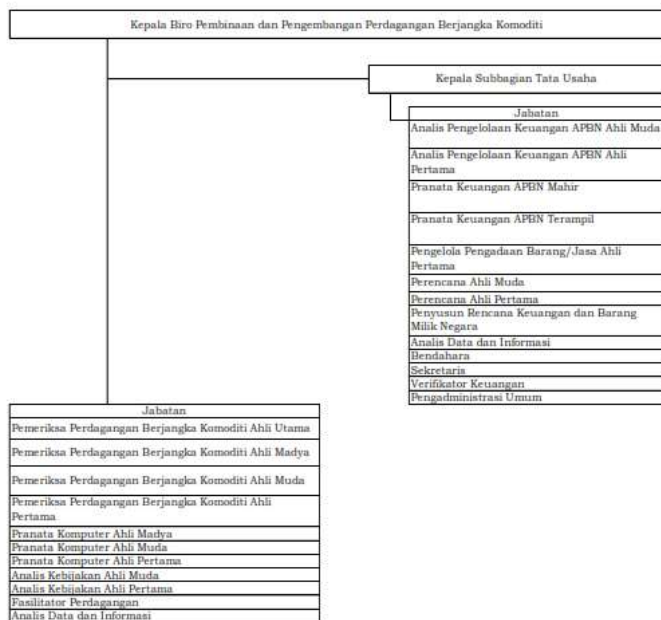 Kepala Biro Pembinaan dan Pengembangan Perdagangan Berjangka Komoditi
Kepala Subbagian Tata Usaha
Jabatan
Analis Pengelolaan Keuangan APBN Ahli Muda
Analis Pengelolaan Keuangan APBN Ahli
Pertama
Pranata Keuangan APBN Mahir
Pranata Keuangan APBN Terampil
Pengelola Pengadaan Barang/Jasa Ahli
Pertama
Perencana Ahli Muda
Perencana Ahli Pertama
Penyusun Rencana Keuangan dan Barang
Milik Negara
Analis Data dan Informasi
Bendahara
Sekretaris
Verifikator Keuangan
Pengadministrasi Umum
Jabatan
Pemeriksa Perdagangan Berjangka Komoditi Ahli Utama
Pemeriksa Perdagangan Berjangka Komoditi Ahli Madya
Pemeriksa Perdagangan Berjangka Komoditi Ahli Muda
Pemeriksa Perdagangan Berjangka Komoditi Ahli
Pertama
Pranata Komputer Ahli Madya
Pranata Komputer Ahli Muda
Pranata Komputer Ahli Pertama
Analis Kebijakan Ahli Muda
Analis Kebijakan Ahli Pertama
Fasilitator Perdagangan
Analis Data dan Informasi